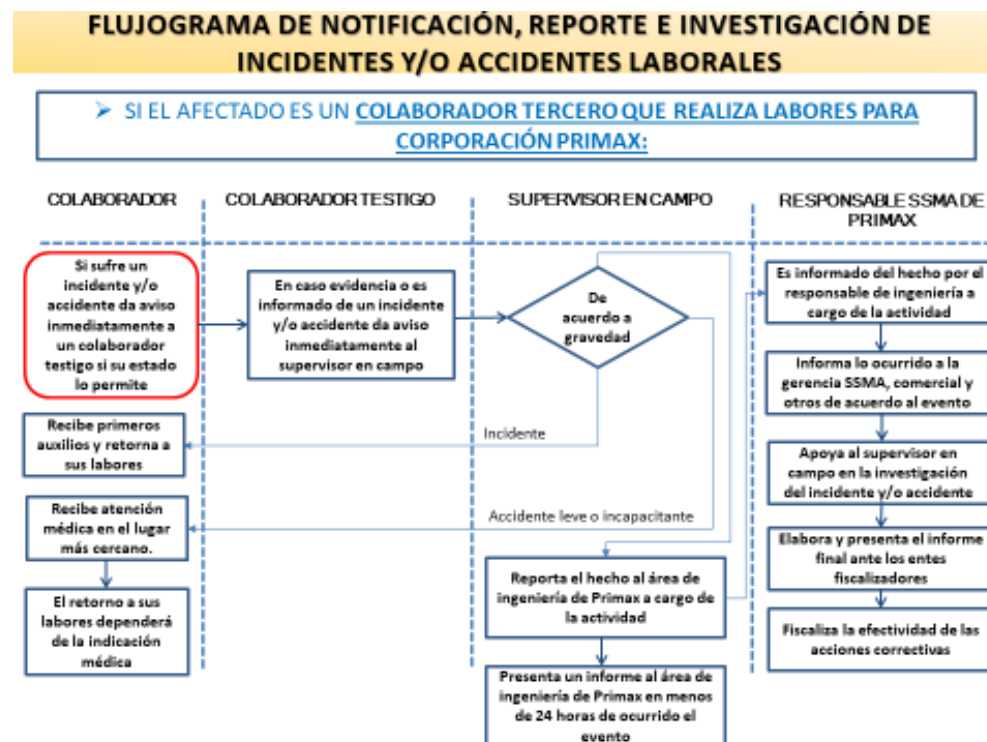 FLUJOGRAMA DE NOTIFICACIÓN, REPORTE E INVESTIGACIÓN DE
INCIDENTES Y/O ACCIDENTES LABORALES
➤ SI EL AFECTADO ES UN COLABORADOR TERCERO QUE REALIZA LABORES PARA
CORPORACIÓN PRIMAX:
COLABORADOR
Si sufre un
incidente y/o
accidente da aviso
inmediatamente a
un colaborador
testigo si su estado
lo permite
Recibe primeros
auxilios y retorna a
sus labores
Recibe atención
médica en el lugar
más cercano.
El retorno a sus
labores dependerá
de la indicación
médica
COLABORADOR TESTIGO
En caso evidencia o es
informado de un incidente
y/o accidente da aviso
inmediatamente al
supervisor en campo
SUPERVISOR EN CAMPO
De
acuerdo a
gravedad
Incidente
Accidente leve o incapacitante
Reporta el hecho al área de
ingeniería de Primax a cargo de
la actividad
Presenta un informe al área de
ingeniería de Primax en menos
de 24 horas de ocurrido el
evento
RESPONSABLE SSMA DE
PRIMAX
Es informado del hecho por el
responsable de ingeniería a
cargo de la actividad
Informa lo ocurrido a la
gerencia SSMA, comercial y
otros de acuerdo al evento
Apoya al supervisor en
campo en la investigación
del incidente y/o accidente
Elabora y presenta el informe
final ante los entes
fiscalizadores
Fiscaliza la efectividad de las
acciones correctivas